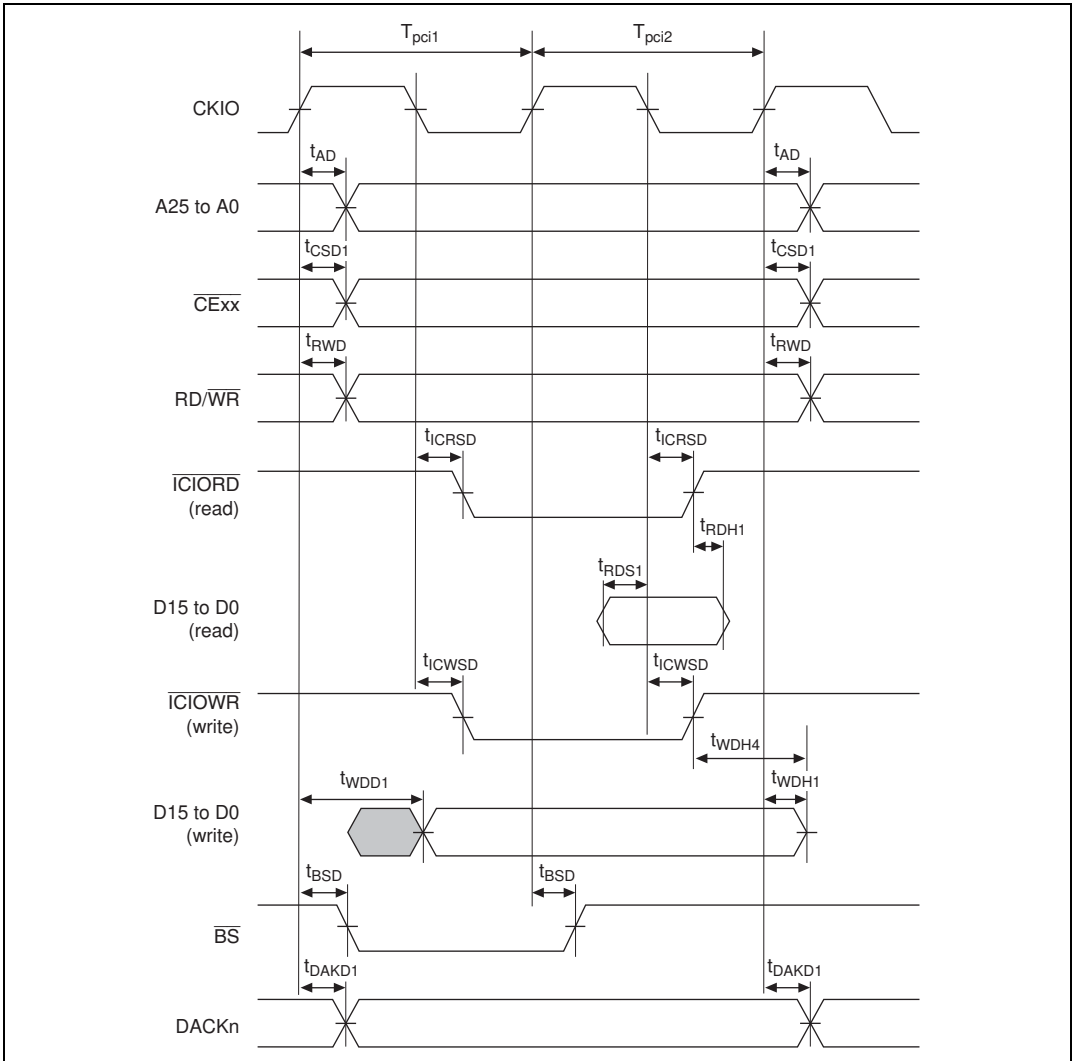 Tpci1 Tpci2
CKIO
tAD tAD
A25 to A0
tCSD1 tCSD1
CExx
tRWD tRWD
RD/WR
tICRSD tICRSD
ICIORD
(read)
tRDH1
tRDS1
D15 to D0
(read)
tICWSD tICWSD
ICIOWR
(write)
tWDH4
tWDD1 tWDH1
D15 to D0
(write)
tBSD tBSD
BS
tDAKD1 tDAKD1
DACKn